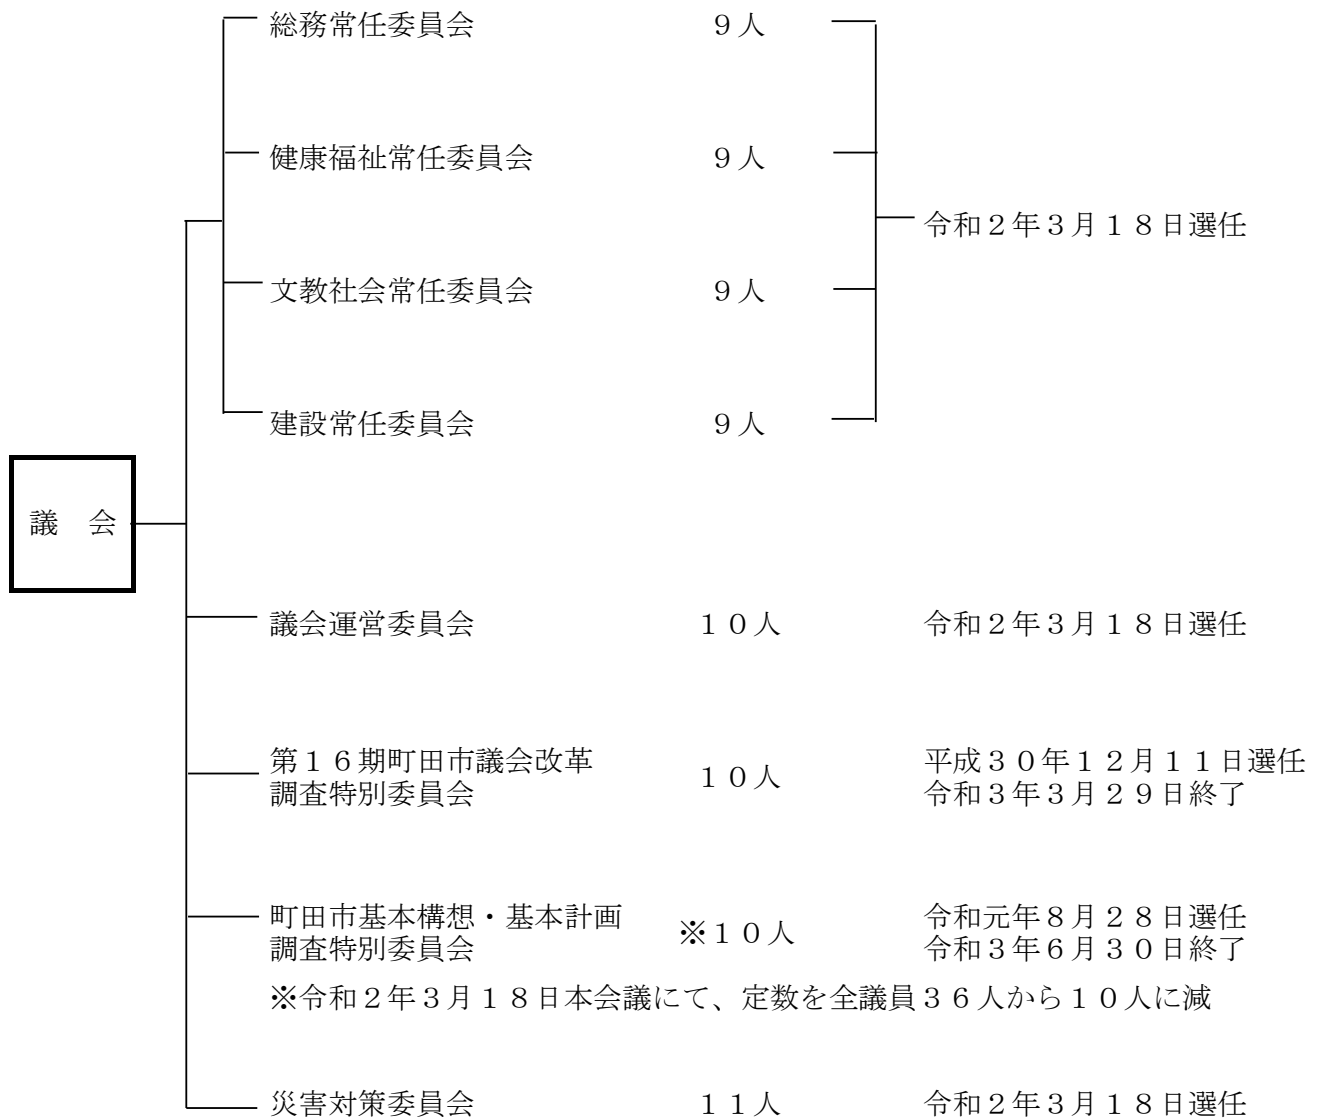 総務常任委員会　９人
健康福祉常任委員会　９人
令和２年３月１８日選任
文教社会常任委員会　９人
建設常任委員会　９人
議　会
議会運営委員会　１０人　令和２年３月１８日選任
第１６期町田市議会改革
調査特別委員会
１０人
平成３０年１２月１１日選任
令和３年３月２９日終了
町田市基本構想・基本計画
調査特別委員会
※１０人
令和元年８月２８日選任
令和３年６月３０日終了
※令和２年３月１８日本会議にて、定数を全議員３６人から１０人に減
災害対策委員会　１１人　令和２年３月１８日選任